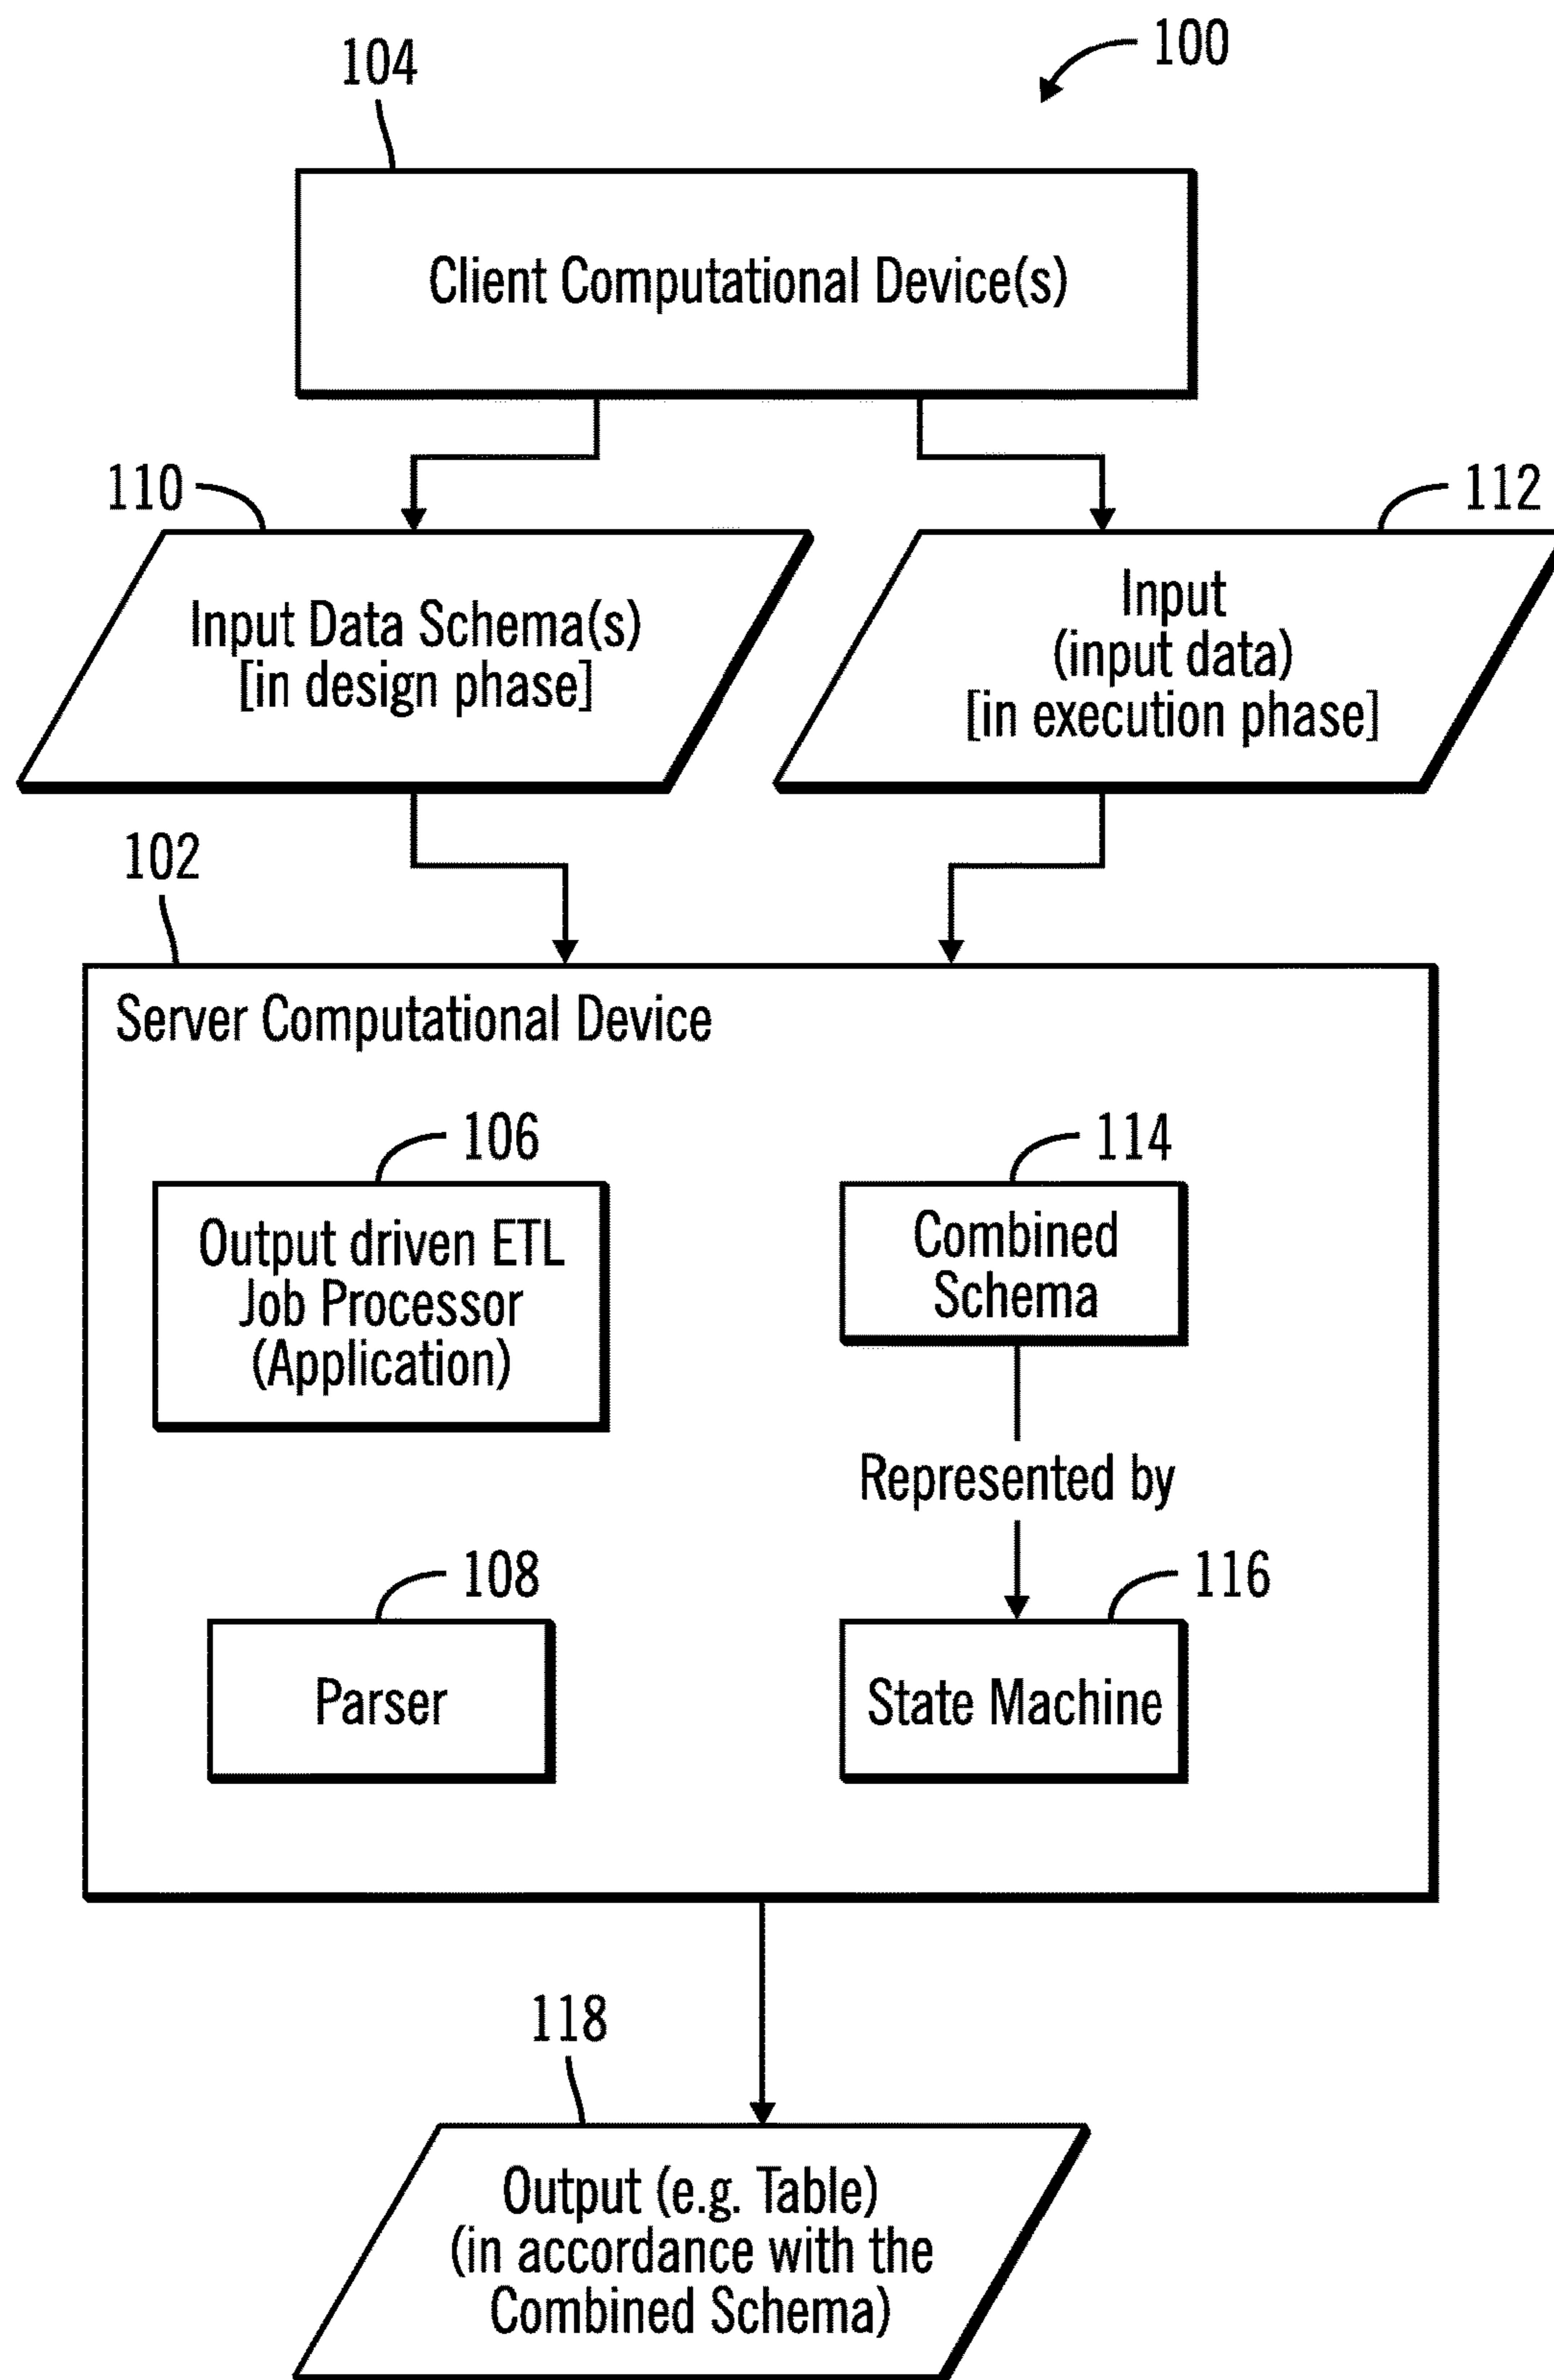 100
104
Client Computational Device(s)
110
112
Input Data Schema(s)
[in design phase]
Input
(input data)
[in execution phase]
102
Server Computational Device
106
114
Output driven ETL
Job Processor
(Application)
Combined
Schema
Represented by
108
116
Parser
State Machine
118
Output (e.g. Table)
(in accordance with the
Combined Schema)